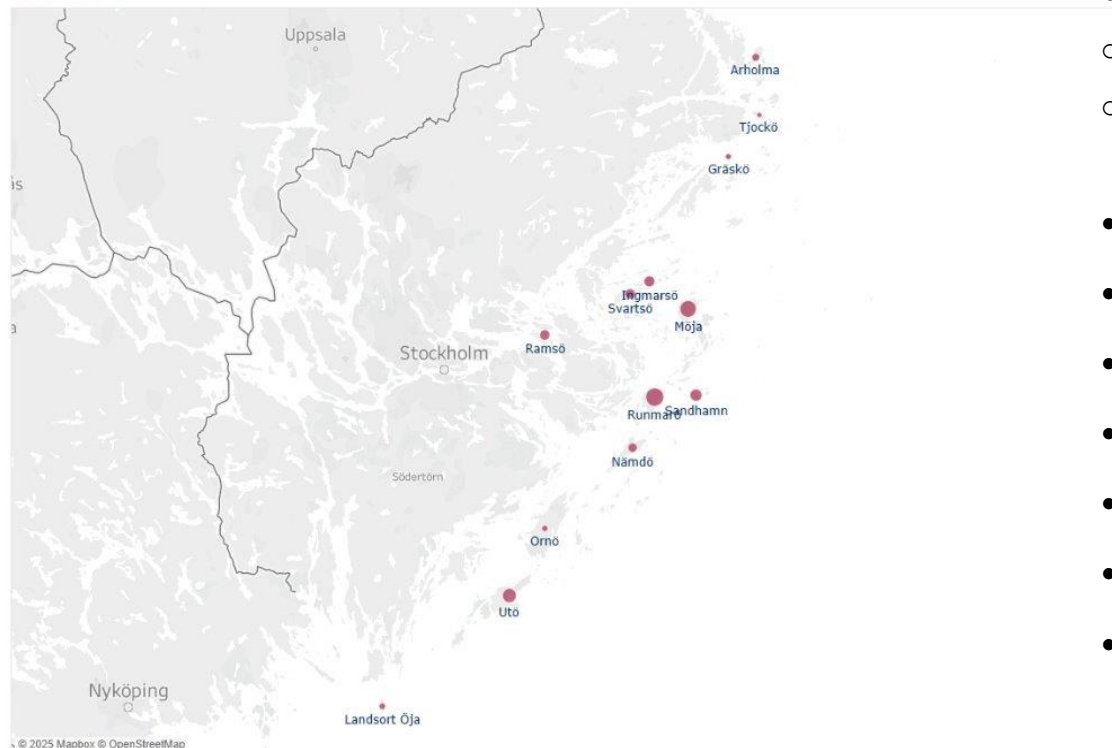 Uppsala
Arholma
Tjockö
Gräskö
Ingmarsö
Svartsö
Möja
Ramsö
Stockholm
Runmarö
Sandhamn
Nämdö
Södertörn
Ornö
Utö
Nyköping
Landsort Öja
© 2025 Mapbox © OpenStreetMap